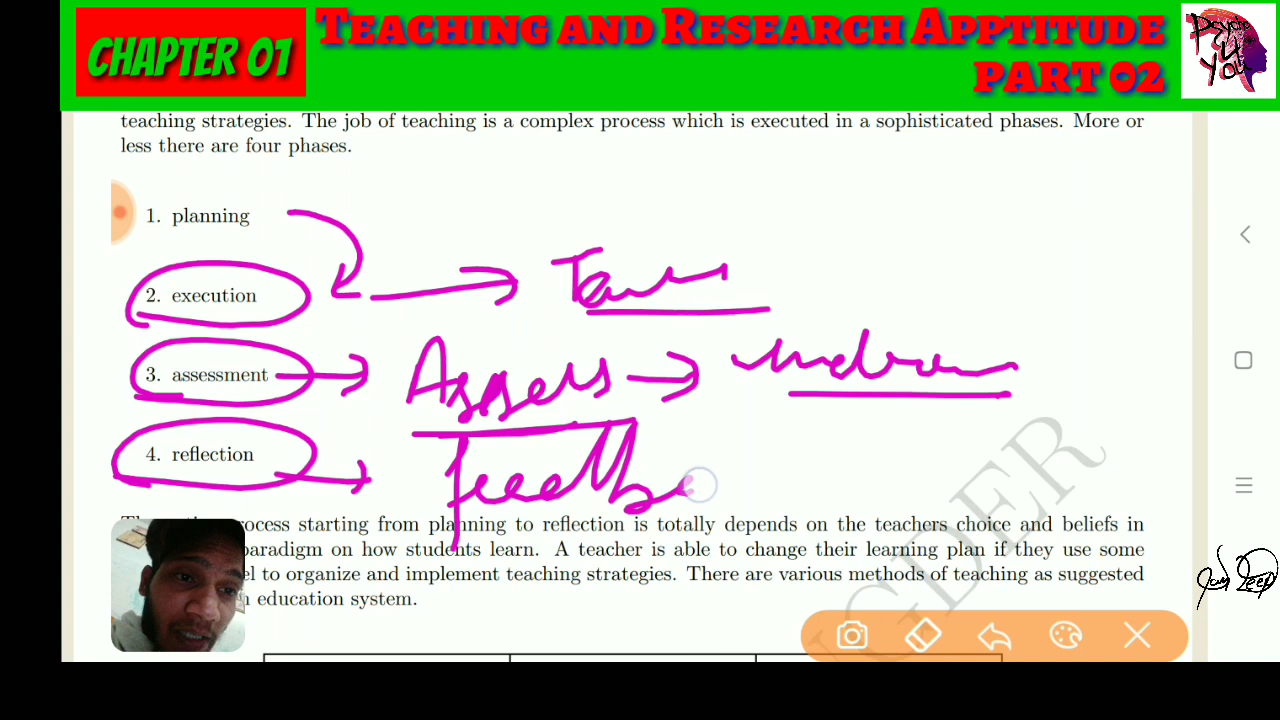 CHAPTER 01
TEACHING AND RESEARCH APPTITUDE
PART 02
Psycho
4
You
teaching strategies. The job of teaching is a complex process which is executed in a sophisticated phases. More or
less there are four phases.
1. planning
2. execution
3. assessment
Assess
4. reflection
process starting from planning to reflection is totally depends on the teachers choice and beliefs in
paradigm on how students learn. A teacher is able to change their learning plan if they use some
to organize and implement teaching strategies. There are various methods of teaching as suggested
education system.